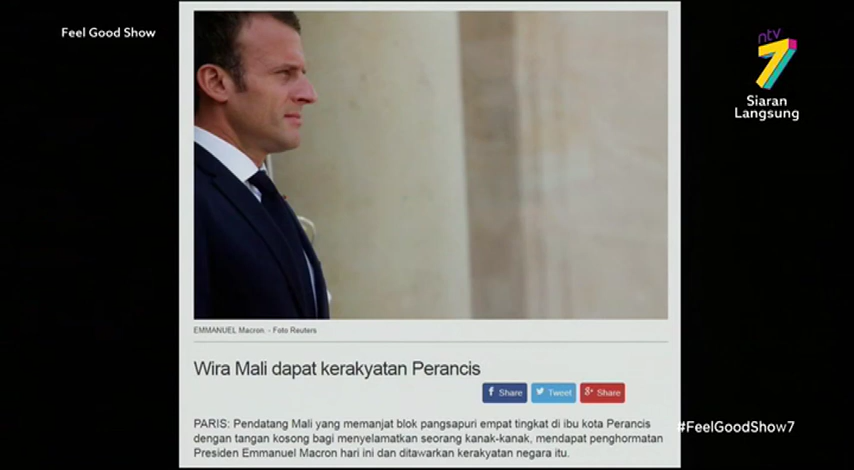 Feel Good Show
ntv
7
Siaran
Langsung
EMMANUEL Macron. - Foto Reuters
Wira Mali dapat kerakyatan Perancis
f Share
Tweet
g+ Share
PARIS: Pendatang Mali yang memanjat blok pangsapuri empat tingkat di ibu kota Perancis
dengan tangan kosong bagi menyelamatkan seorang kanak-kanak, mendapat penghormatan
Presiden Emmanuel Macron hari ini dan ditawarkan kerakyatan negara itu.
#FeelGoodShow7